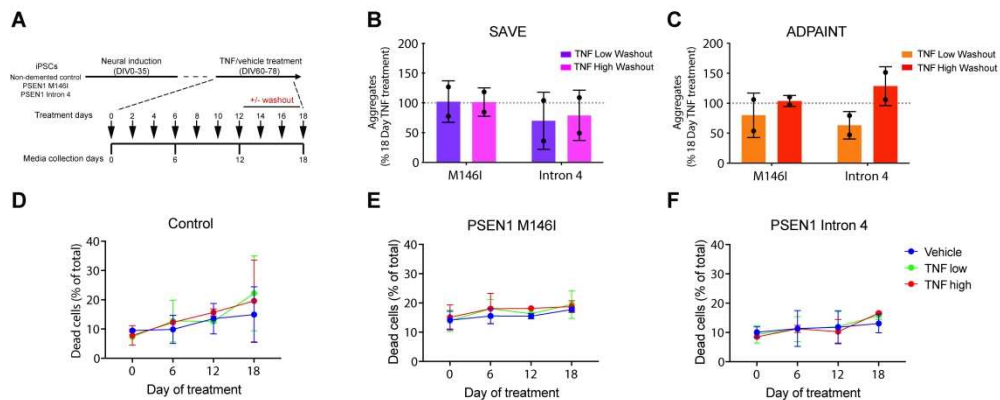 A
iPSCs
Non-demented control
PSEN1 M146I
PSEN1 Intron 4
Neural induction
(DIV0-35)
TNF/vehicle treatment
(DIV60-78)
+/- washout
Treatment days 0 2 4 6 8 10 12 14 16 18
Media collection days
0 6 12 18
B
SAVE
Aggregates
(% 18 Day TNF treatment)
200
150
100
50
0
TNF Low Washout
TNF High Washout
M146I Intron 4
C
ADPAINT
Aggregates
(% 18 Day TNF treatment)
200
150
100
50
0
TNF Low Washout
TNF High Washout
M146I Intron 4
D
Control
Dead cells (% of total)
40
30
20
10
0
0 6 12 18
Day of treatment
E
PSEN1 M146I
Dead cells (% of total)
40
30
20
10
0
0 6 12 18
Day of treatment
F
PSEN1 Intron 4
Dead cells (% of total)
40
30
20
10
0
0 6 12 18
Day of treatment
Vehicle
TNF low
TNF high